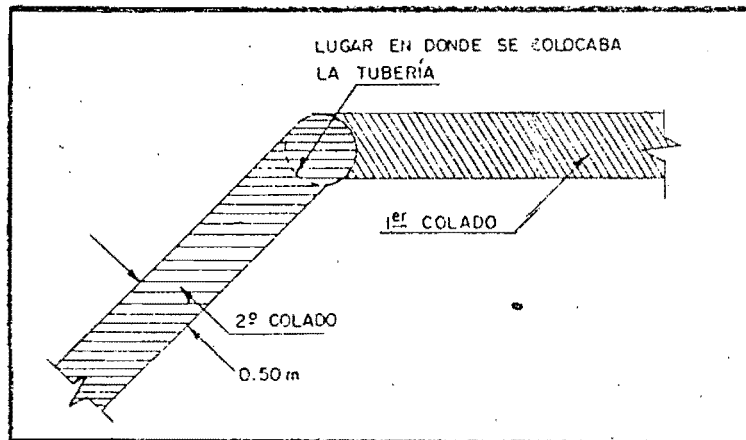 LUGAR EN DONDE SE COLOCABA
LA TUBERÍA
1er COLADO
2º COLADO
0.50 m